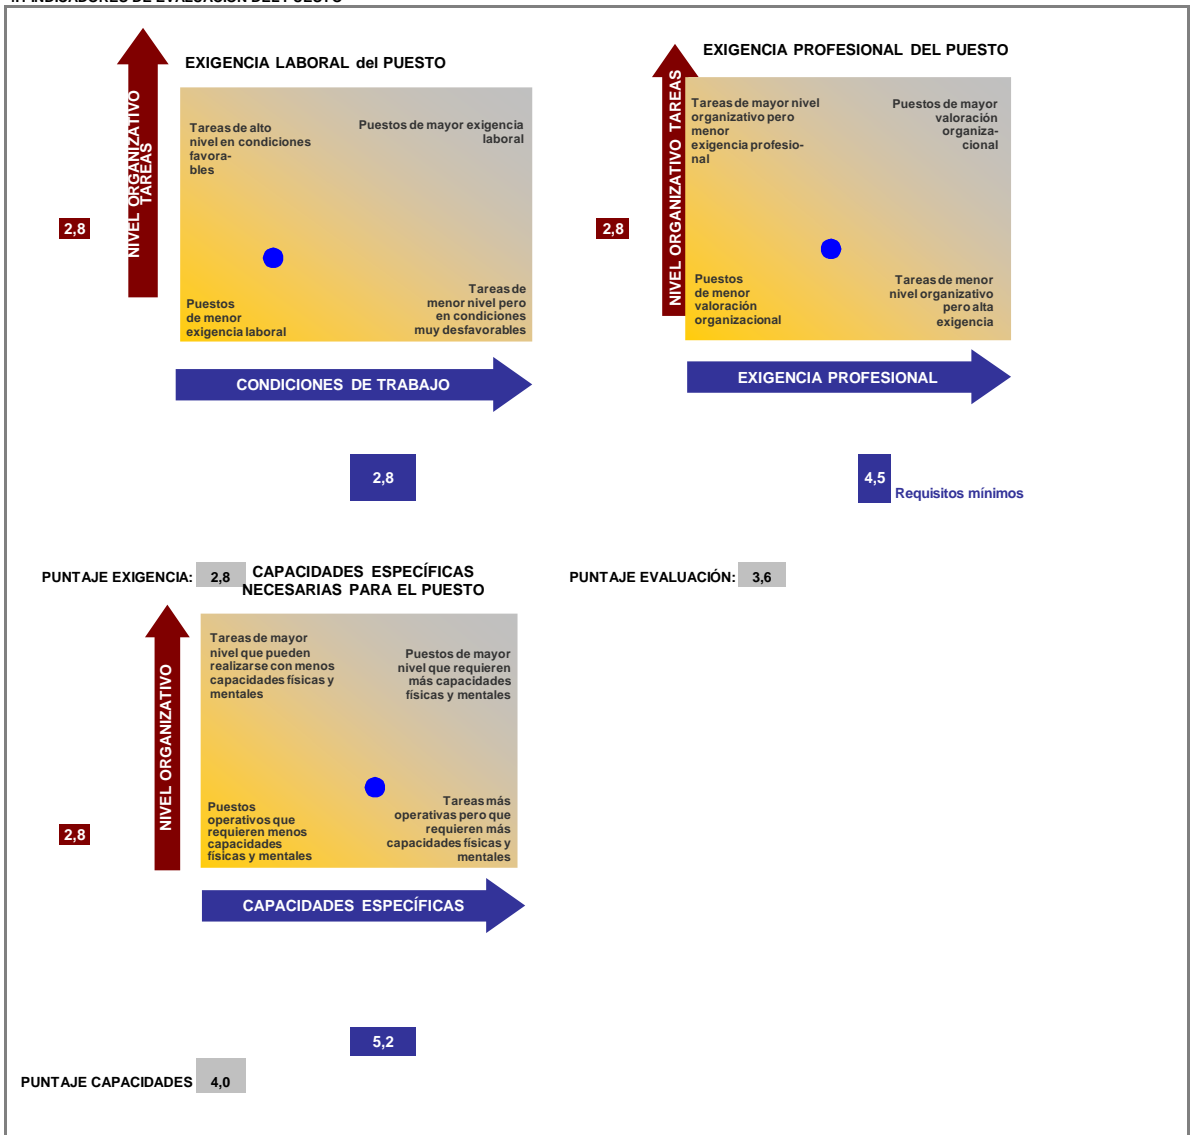 EXIGENCIA LABORAL del PUESTO
NIVEL ORGANIZATIVO
TAREAS
Tareas de alto
nivel en condiciones
favora-
bles
Puestos de mayor exigencia
laboral
2,8
Puestos
de menor
exigencia laboral
Tareas de
menor nivel pero
en condiciones
muy desfavorables
CONDICIONES DE TRABAJO
2,8
PUNTAJE EXIGENCIA: 2,8
EXIGENCIA PROFESIONAL DEL PUESTO
NIVEL ORGANIZATIVO TAREAS
Tareas de mayor nivel
organizativo pero
menor
exigencia profesio-
nal
Puestos de mayor
valoración
organiza-
cional
2,8
Puestos
de menor
valoración
organizacional
Tareas de menor
nivel organizativo
pero alta
exigencia
EXIGENCIA PROFESIONAL
4,5
Requisitos mínimos
PUNTAJE EVALUACIÓN: 3,6
CAPACIDADES ESPECÍFICAS
NECESARIAS PARA EL PUESTO
NIVEL ORGANIZATIVO
Tareas de mayor
nivel que pueden
realizarse con menos
capacidades físicas y
mentales
Puestos de mayor
nivel que requieren
más capacidades
físicas y mentales
2,8
Puestos
operativos que
requieren menos
capacidades
físicas y mentales
Tareas más
operativas pero que
requieren más
capacidades físicas y
mentales
CAPACIDADES ESPECÍFICAS
5,2
PUNTAJE CAPACIDADES 4,0